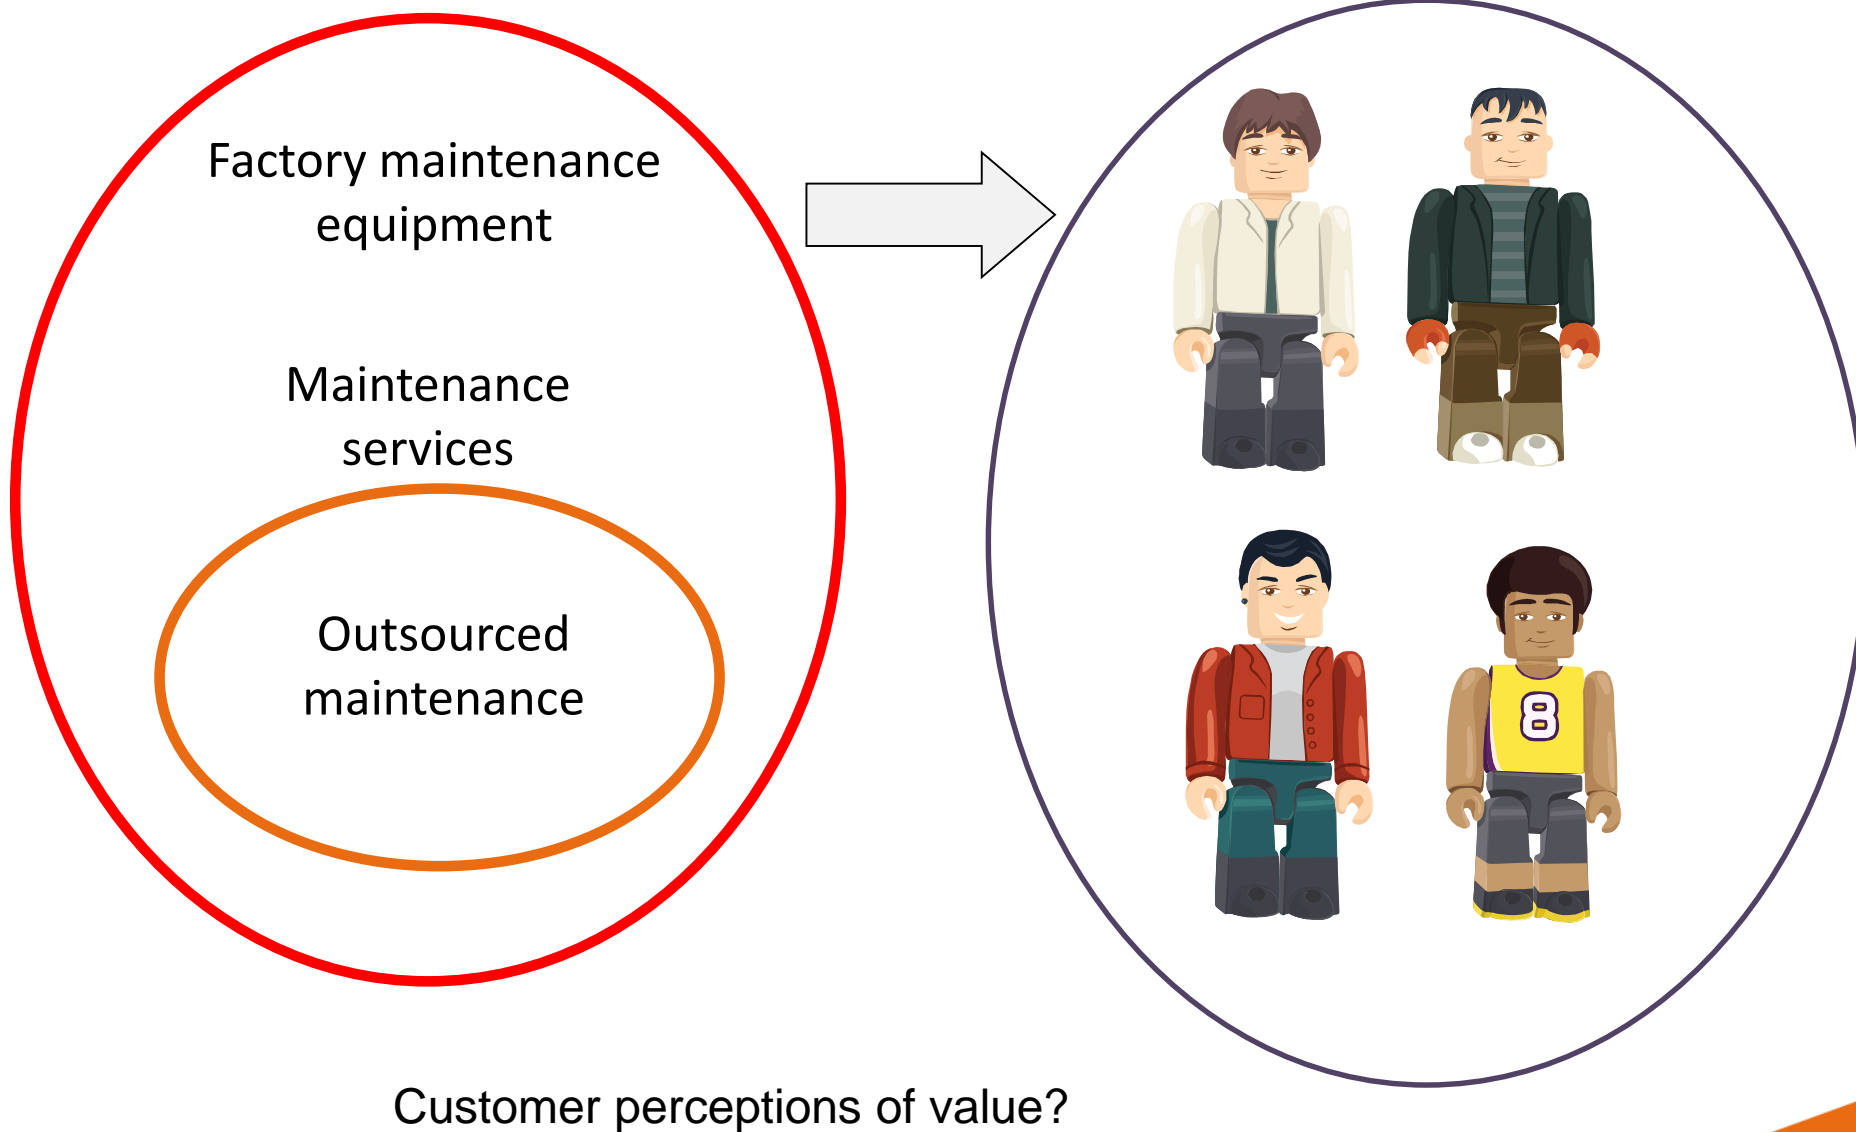 Factory maintenance
equipment
Maintenance
services
Outsourced
maintenance
8
Customer perceptions of value?